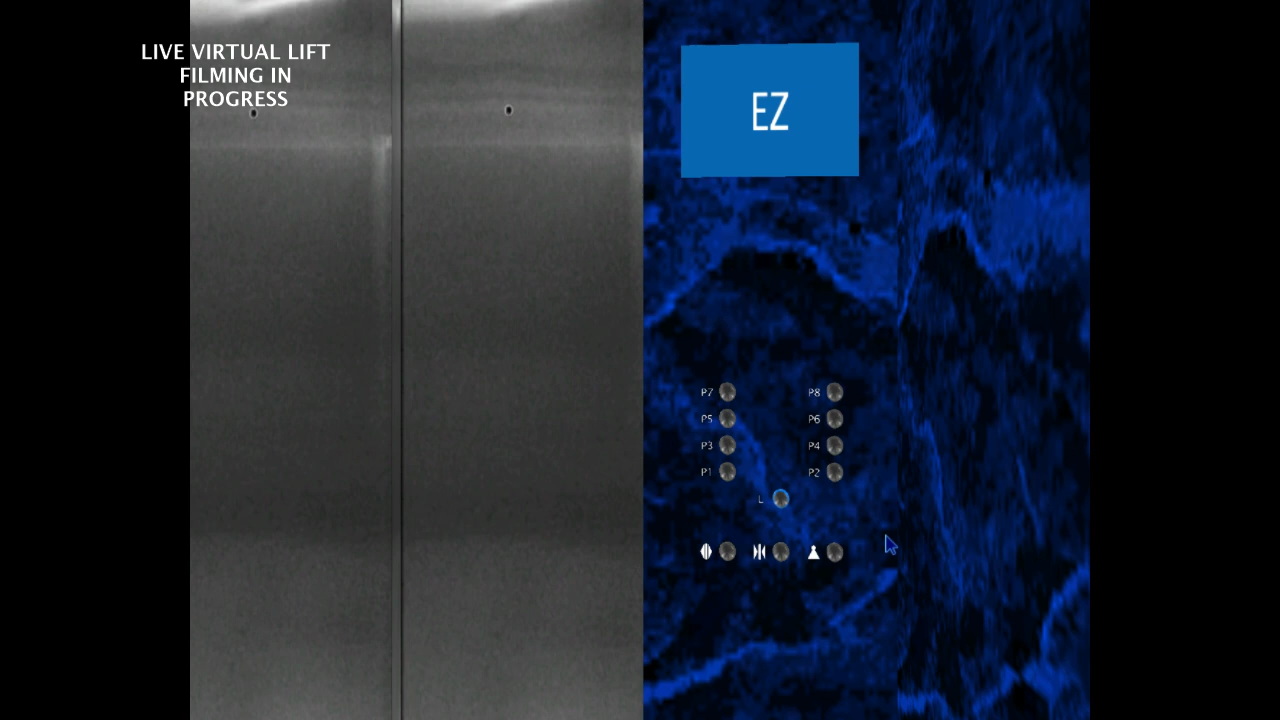 LIVE VIRTUAL LIFT
FILMING IN
PROGRESS
EZ
P7 P8
P5 P6
P3 P4
P1 P2
L